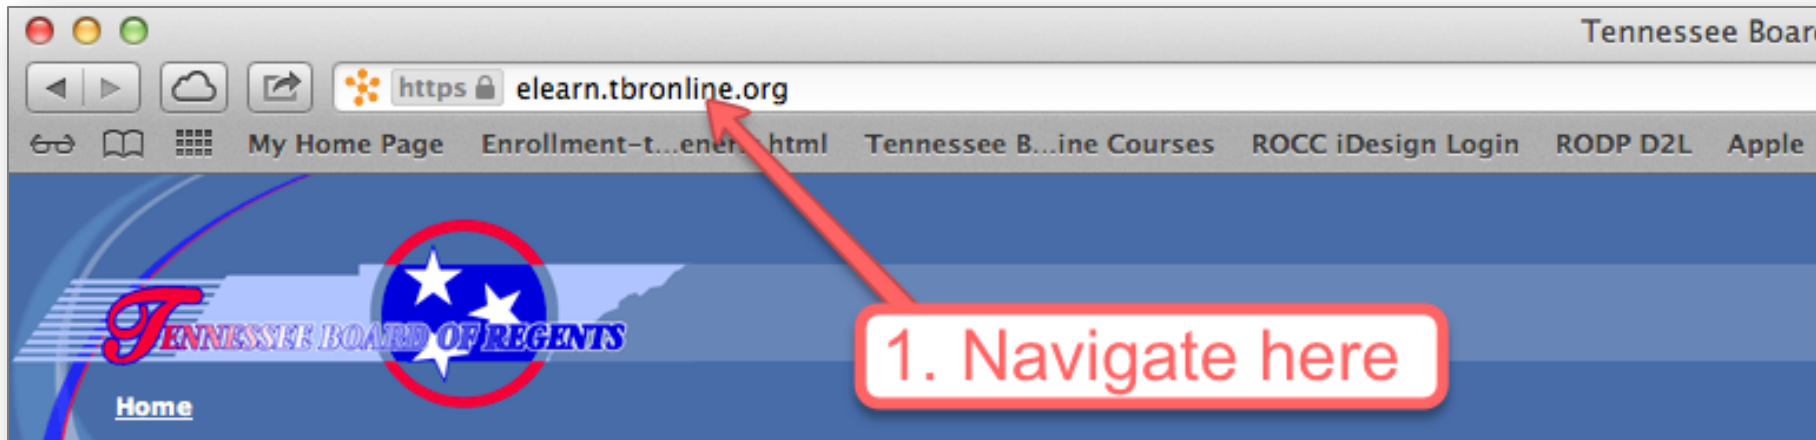 Tennessee Boar
https elearn.tbronline.org
My Home Page Enrollment-t...ener html Tennessee B...ine Courses ROCC iDesign Login RODP D2L Apple
TENNESSEE BOARD OF REGENTS
1. Navigate here
Home